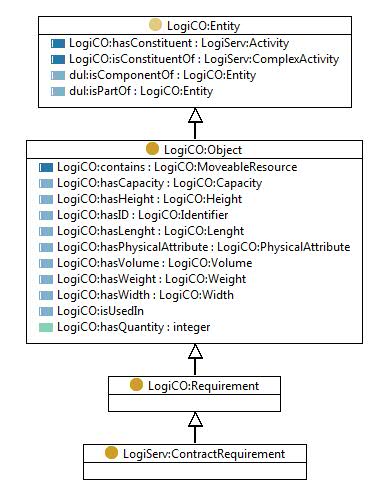 LogiCO:Entity
LogiCO:hasConstituent : LogiServ:Activity
LogiCO:isConstituentOf : LogiServ:ComplexActivity
dul:isComponentOf : LogiCO:Entity
dul:isPartOf : LogiCO:Entity
LogiCO:Object
LogiCO:contains : LogiCO:MoveableResource
LogiCO:hasCapacity : LogiCO:Capacity
LogiCO:hasHeight : LogiCO:Height
LogiCO:hasID : LogiCO:Identifier
LogiCO:hasLenght : LogiCO:Lenght
LogiCO:hasPhysicalAttribute : LogiCO:PhysicalAttribute
LogiCO:hasVolume : LogiCO:Volume
LogiCO:hasWeight : LogiCO:Weight
LogiCO:hasWidth : LogiCO:Width
LogiCO:isUsedIn
LogiCO:hasQuantity : integer
LogiCO:Requirement
LogiServ:ContractRequirement